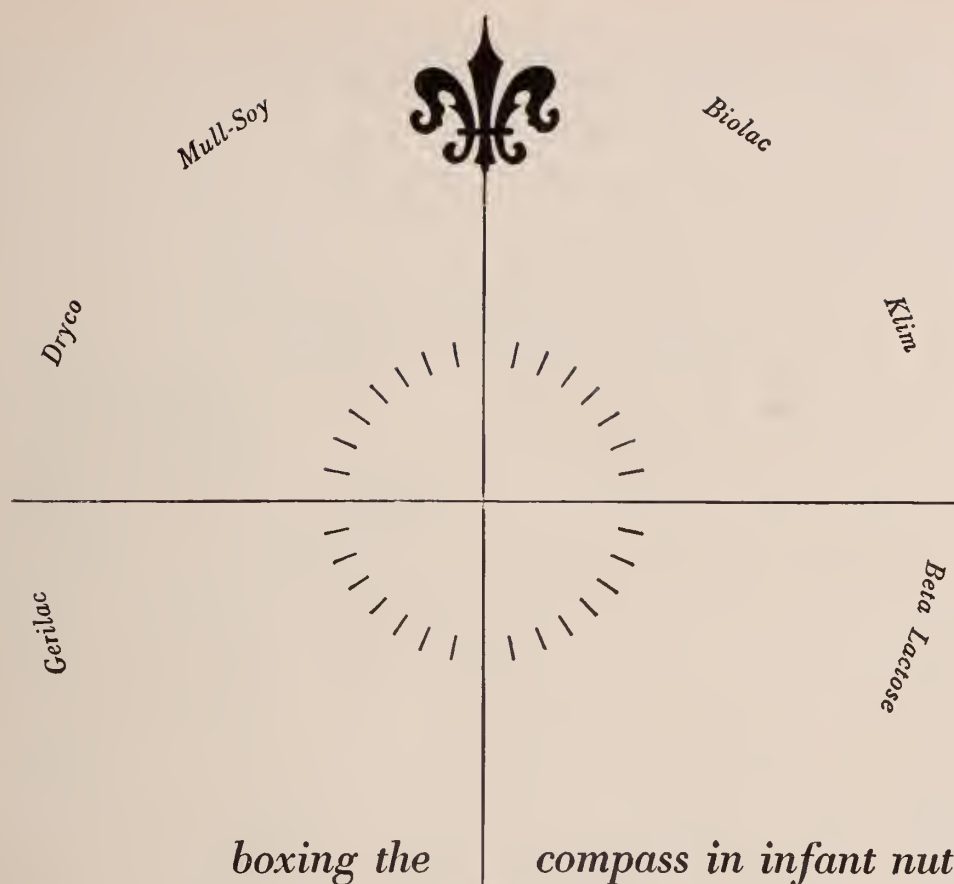 Mull-Soy
Biolac
Dryco
Klim
Gerilac
Beta Lactose
boxing the compass in infant nut